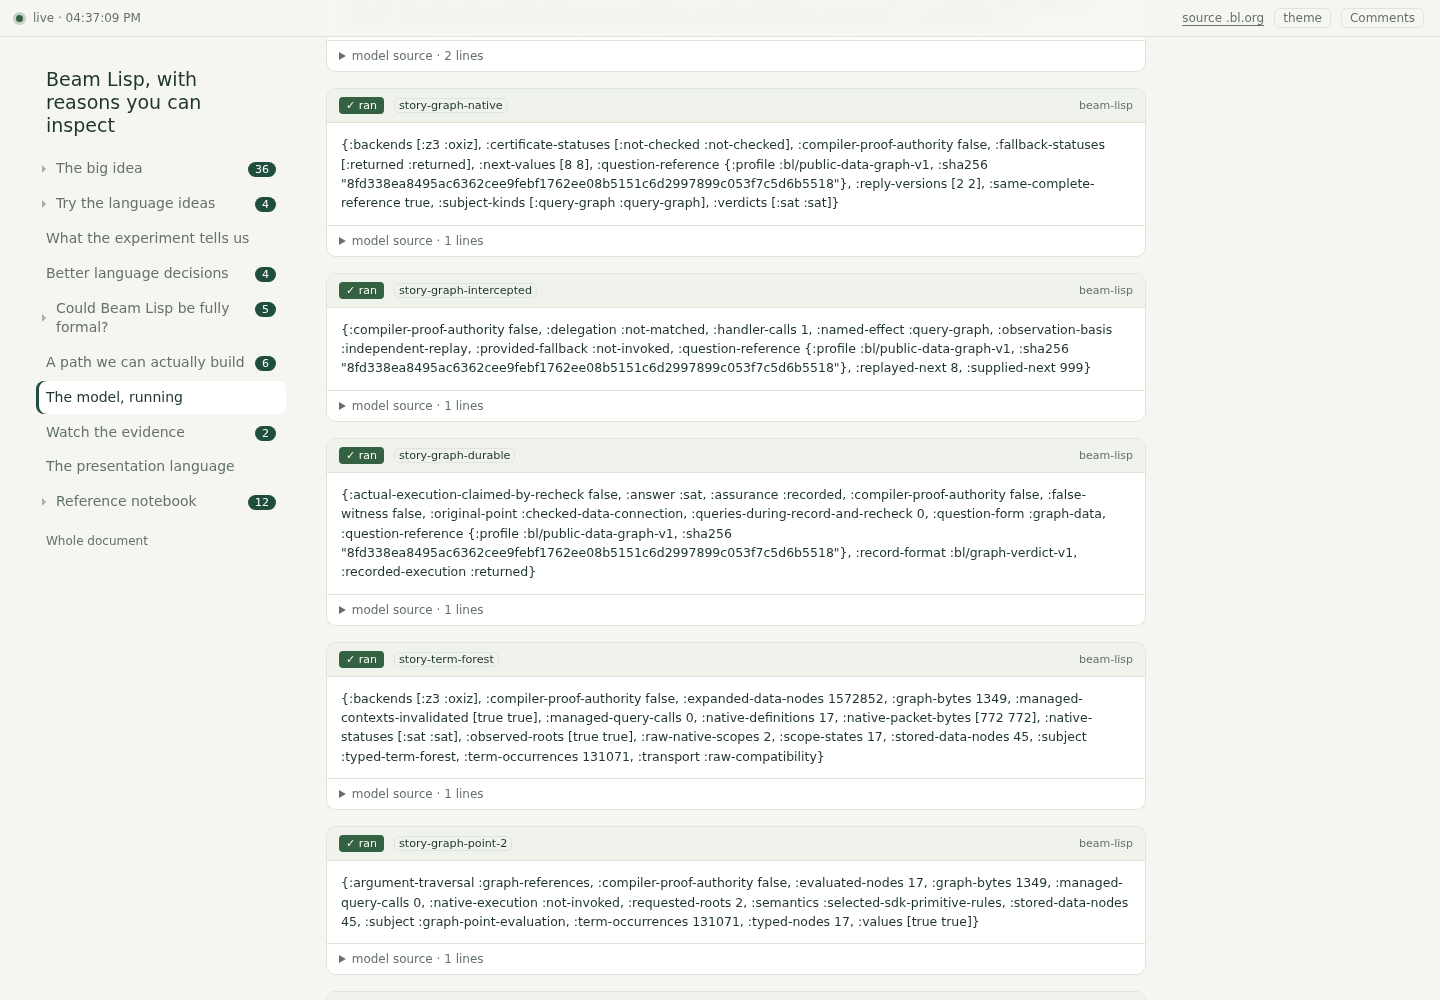 live · 04:37:09 PM
source .bl.org
theme
Comments
Beam Lisp, with
reasons you can
inspect
The big idea 36
Try the language ideas 4
What the experiment tells us
Better language decisions 4
Could Beam Lisp be fully 5
formal?
A path we can actually build 6
The model, running
Watch the evidence 2
The presentation language
Reference notebook 12
Whole document
model source · 2 lines
✓ ran story-graph-native beam-lisp
{:backends [:z3 :oxiz], :certificate-statuses [:not-checked :not-checked], :compiler-proof-authority false, :fallback-statuses
[:returned :returned], :next-values [8 8], :question-reference {:profile :bl/public-data-graph-v1, :sha256
"8fd338ea8495ac6362cee9febf1762ee08b5151c6d2997899c053f7c5d6b5518"}, :reply-versions [2 2], :same-complete-
reference true, :subject-kinds [:query-graph :query-graph], :verdicts [:sat :sat]}
model source · 1 lines
✓ ran story-graph-intercepted beam-lisp
{:compiler-proof-authority false, :delegation :not-matched, :handler-calls 1, :named-effect :query-graph, :observation-basis
:independent-replay, :provided-fallback :not-invoked, :question-reference {:profile :bl/public-data-graph-v1, :sha256
"8fd338ea8495ac6362cee9febf1762ee08b5151c6d2997899c053f7c5d6b5518"}, :replayed-next 8, :supplied-next 999}
model source · 1 lines
✓ ran story-graph-durable beam-lisp
{:actual-execution-claimed-by-recheck false, :answer :sat, :assurance :recorded, :compiler-proof-authority false, :false-
witness false, :original-point :checked-data-connection, :queries-during-record-and-recheck 0, :question-form :graph-data,
:question-reference {:profile :bl/public-data-graph-v1, :sha256
"8fd338ea8495ac6362cee9febf1762ee08b5151c6d2997899c053f7c5d6b5518"}, :record-format :bl/graph-verdict-v1,
:recorded-execution :returned}
model source · 1 lines
✓ ran story-term-forest beam-lisp
{:backends [:z3 :oxiz], :compiler-proof-authority false, :expanded-data-nodes 1572852, :graph-bytes 1349, :managed-
contexts-invalidated [true true], :managed-query-calls 0, :native-definitions 17, :native-packet-bytes [772 772], :native-
statuses [:sat :sat], :observed-roots [true true], :raw-native-scopes 2, :scope-states 17, :stored-data-nodes 45, :subject
:typed-term-forest, :term-occurrences 131071, :transport :raw-compatibility}
model source · 1 lines
✓ ran story-graph-point-2 beam-lisp
{:argument-traversal :graph-references, :compiler-proof-authority false, :evaluated-nodes 17, :graph-bytes 1349, :managed-
query-calls 0, :native-execution :not-invoked, :requested-roots 2, :semantics :selected-sdk-primitive-rules, :stored-data-nodes
45, :subject :graph-point-evaluation, :term-occurrences 131071, :typed-nodes 17, :values [true true]}
model source · 1 lines